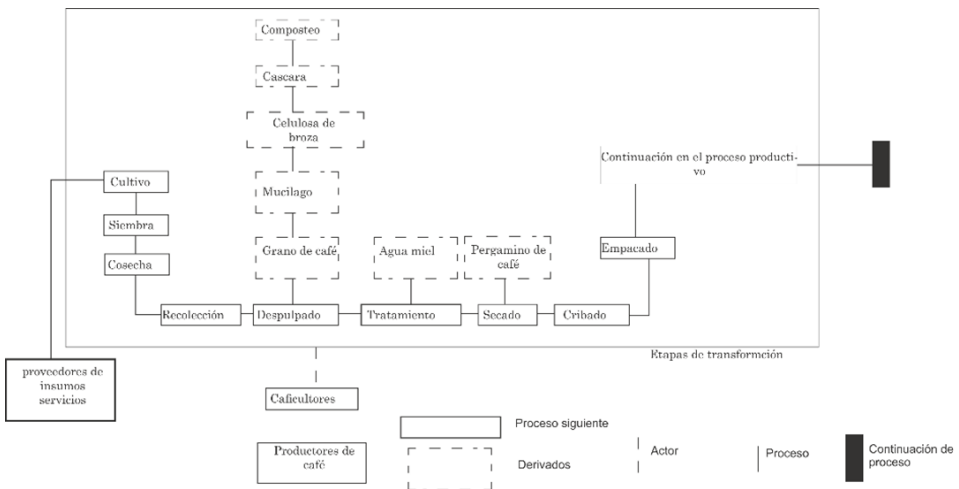 Composteo
Cascara
Celulosa de
broza
Continuación en el proceso producti-
vo
Cultivo
Mucilago
Siembra
Grano de café
Agua miel
Pergamino de
café
Empacado
Cosecha
Recolección
Despulpado
Tratamiento
Secado
Cribado
Etapas de transformción
proveedores de
insumos
servicios
Caficultores
Proceso siguiente
Productores de
café
Derivados
Actor
Proceso
Continuación de
proceso